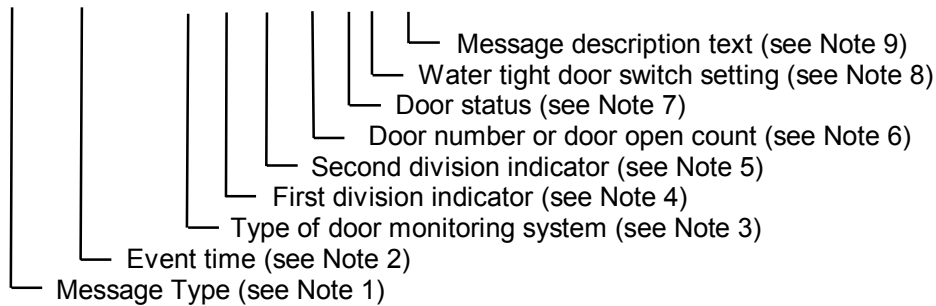 Message description text (see Note 9)
Water tight door switch setting (see Note 8)
Door status (see Note 7)
Door number or door open count (see Note 6)
Second division indicator (see Note 5)
First division indicator (see Note 4)
Type of door monitoring system (see Note 3)
Event time (see Note 2)
Message Type (see Note 1)